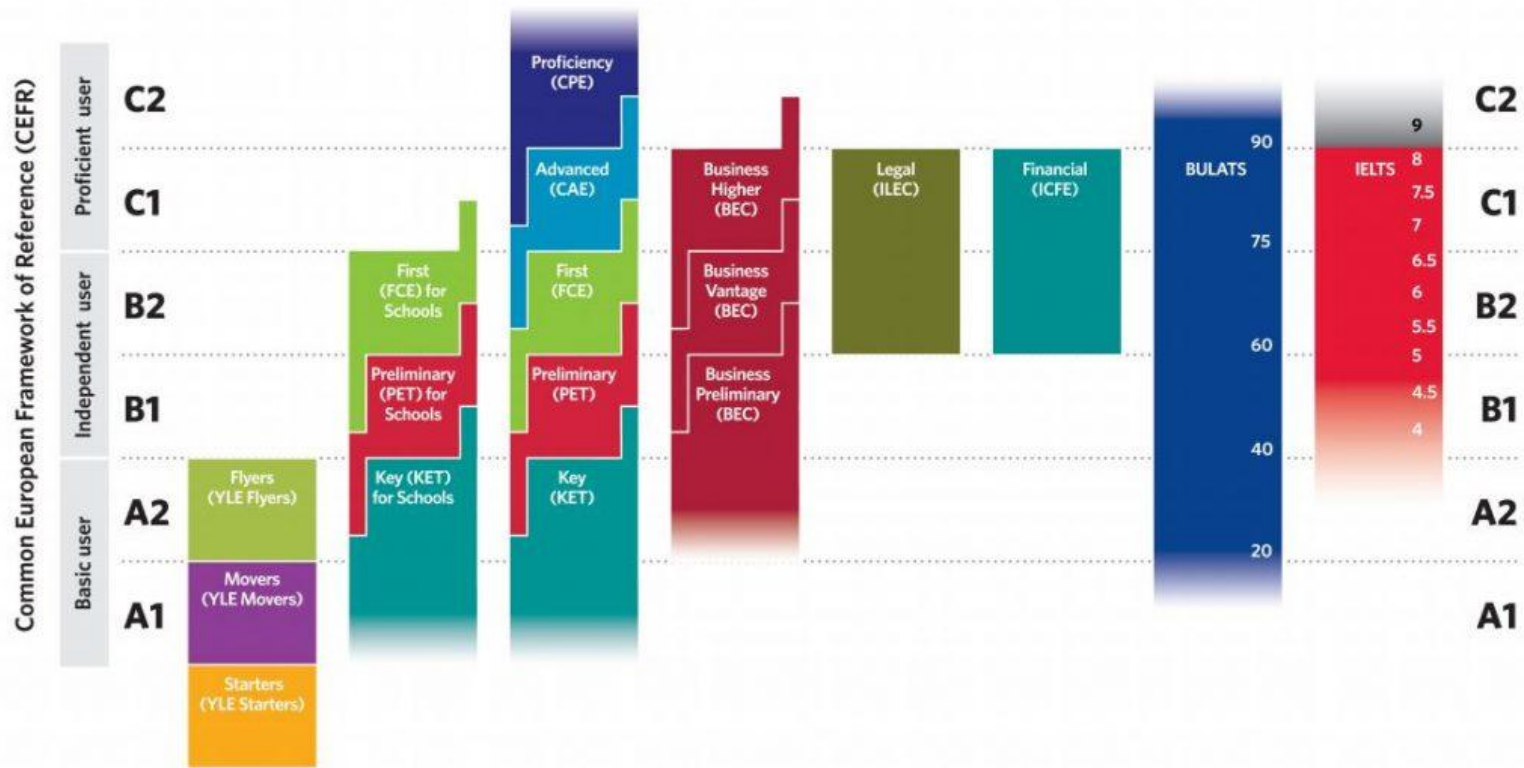 Common European Framework of Reference (CEFR)
Proficient user
Independent user
Basic user
C2
C1
B2
B1
A2
A1
Flyers
(YLE Flyers)
Movers
(YLE Movers)
Starters
(YLE Starters)
First
(FCE) for
Schools
Preliminary
(PET) for
Schools
Key (KET)
for Schools
Proficiency
(CPE)
Advanced
(CAE)
First
(FCE)
Preliminary
(PET)
Key
(KET)
Business
Higher
(BEC)
Business
Vantage
(BEC)
Business
Preliminary
(BEC)
Legal
(ILEC)
Financial
(ICFE)
BULATS
90
75
60
40
20
IELTS
9
8
7.5
7
6.5
6
5.5
5
4.5
4
C2
C1
B2
B1
A2
A1